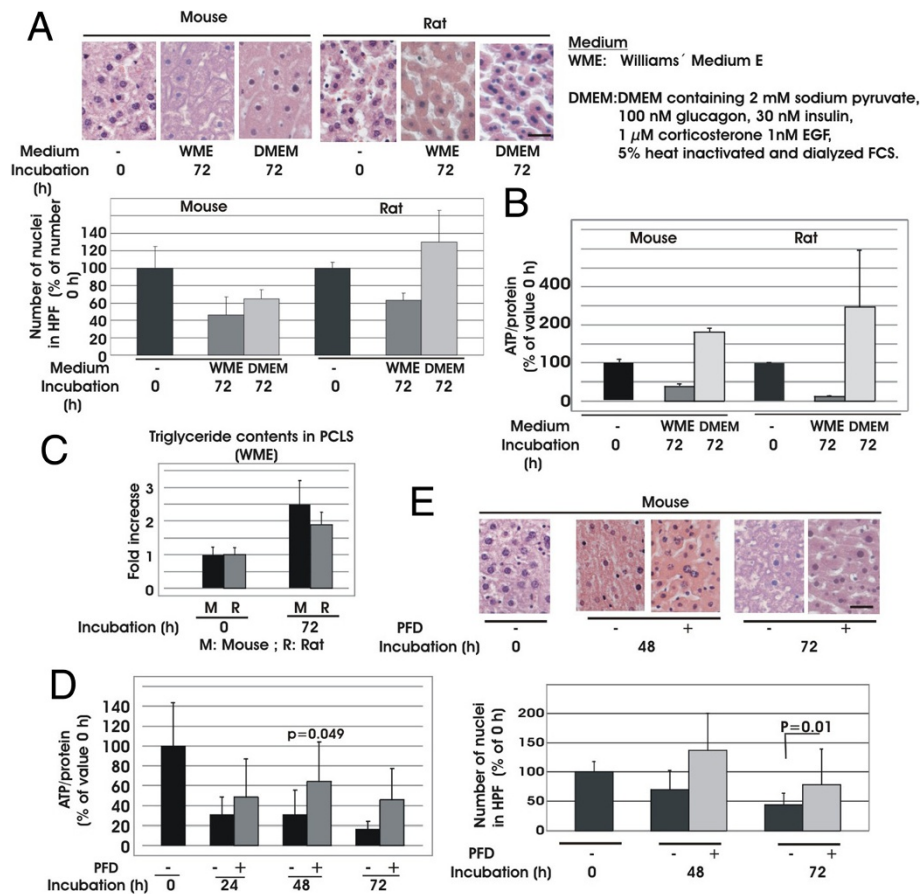 A
Mouse
Rat
Medium
WME: Williams´ Medium E
DMEM:DMEM containing 2 mM sodium pyruvate,
100 nM glucagon, 30 nM insulin,
1 µM corticosterone 1nM EGF,
5% heat inactivated and dialyzed FCS.
Medium - WME DMEM - WME DMEM
Incubation 0 72 72 0 72 72
(h)
Number of nuclei
in HPF (% of number
0 h)
Mouse
Rat
140
120
100
80
60
40
20
0
Medium WME DMEM WME DMEM
Incubation 0 72 72 0 72 72
(h)
B
Mouse
Rat
ATP/protein
(% of value 0 h)
400
200
100
0
Medium - WME DMEM - WME DMEM
Incubation 0 72 72 0 72 72
(h)
C
Triglyceride contents in PCLS
(WME)
Fold increase
3
2
1
0
M R M R
Incubation (h) 0 72
M: Mouse ; R: Rat
E
Mouse
PFD - - + - +
Incubation (h) 0 48 72
D
ATP/protein
(% of value 0 h)
140
120
100
80
60
40
20
0
p=0.049
PFD - - + - + - +
Incubation (h) 0 24 48 72
Number of nuclei
in HPF (% of 0 h)
200
150
100
50
0
P=0.01
PFD - - + - +
Incubation (h) 0 48 72